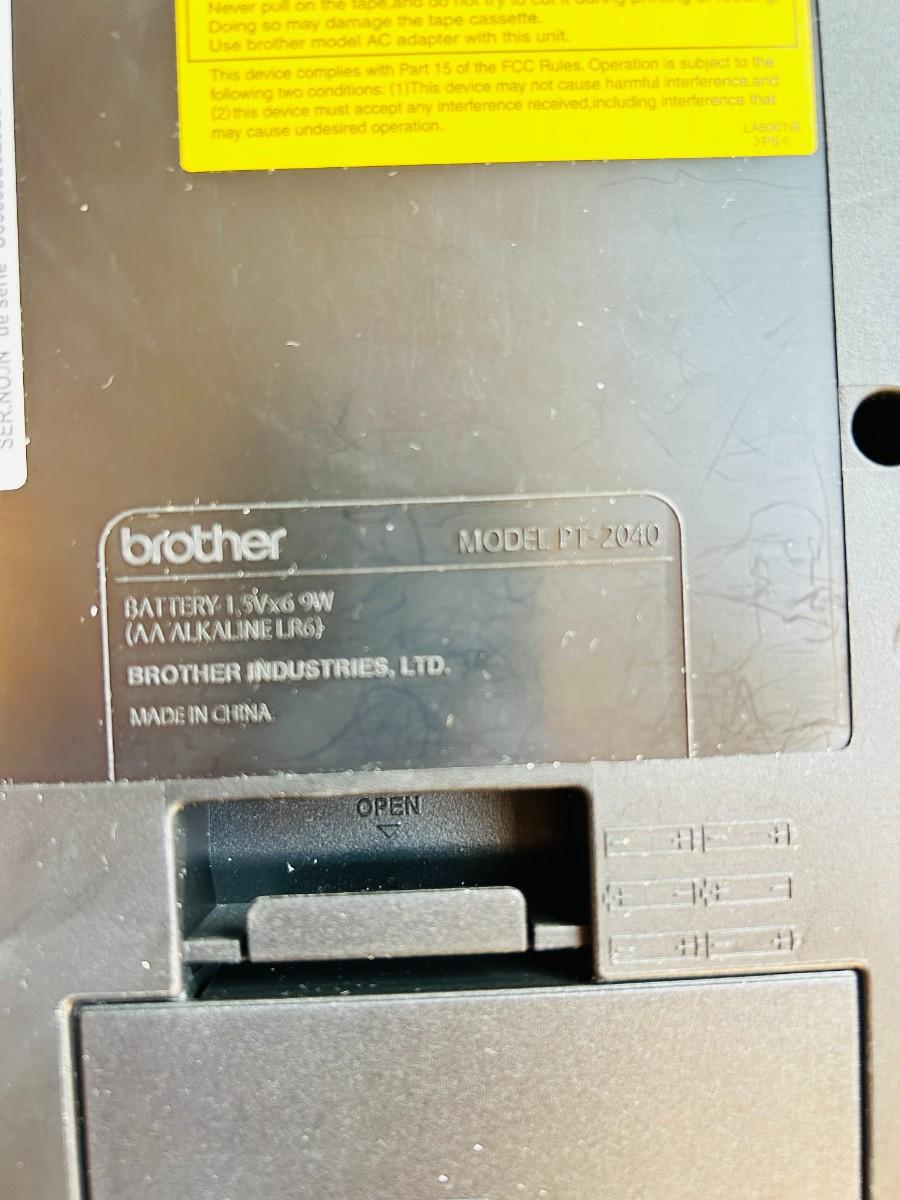 Never pull on the tape,and do not try to cut it during printing or feeding.
Doing so may damage the tape cassette.
Use brother model AC adapter with this unit.
This device complies with Part 15 of the FCC Rules. Operation is subject to the
following two conditions: (1)This device may not cause harmful interference,and
(2)this device must accept any interference received,including interference that
may cause undesired operation.
>PS<
SER.NO./N° de série
brother MODEL PT-2040
BATTERY 1,5Vx6 9W
(AA ALKALINE LR6)
BROTHER INDUSTRIES, LTD.
MADE IN CHINA
OPEN